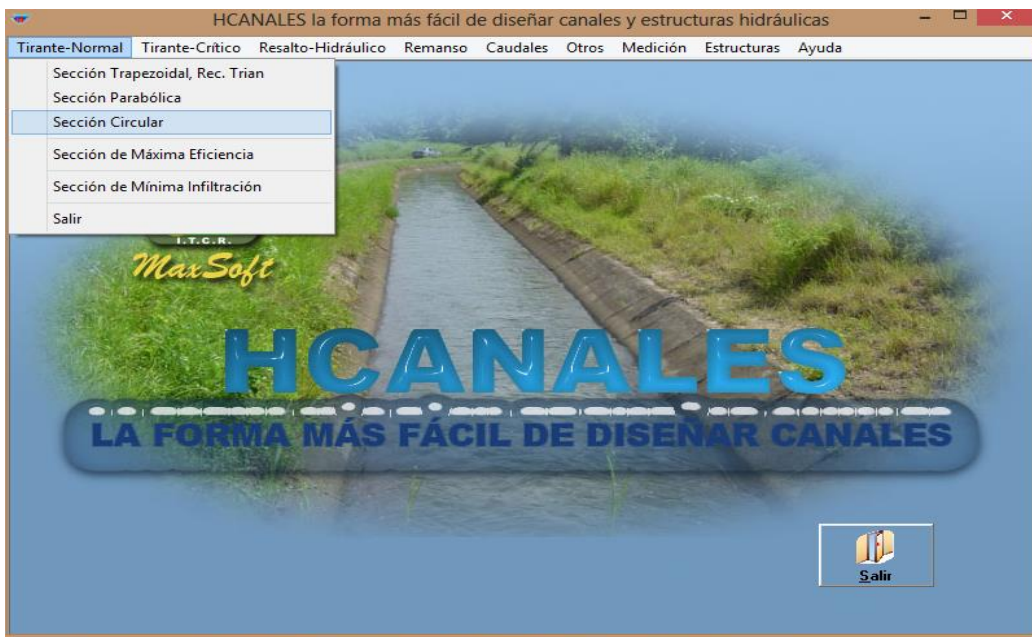 HCANALES la forma más fácil de diseñar canales y estructuras hidráulicas
Tirante-Normal Tirante-Crítico Resalto-Hidráulico Remanso Caudales Otros Medición Estructuras Ayuda
Sección Trapezoidal, Rec. Trian
Sección Parabólica
Sección Circular
Sección de Máxima Eficiencia
Sección de Mínima Infiltración
Salir
I.T.C.R.
MaxSoft
HCANALES
LA FORMA MÁS FÁCIL DE DISEÑAR CANALES
Salir